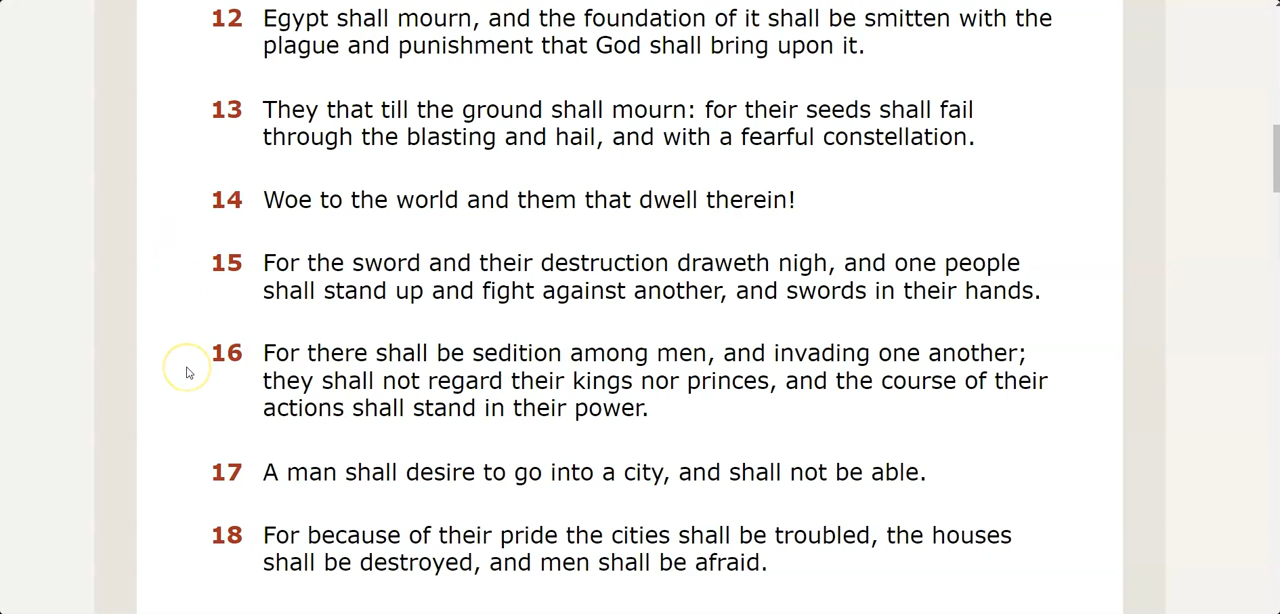 12 Egypt shall mourn, and the foundation of it shall be smitten with the
plague and punishment that God shall bring upon it.
13 They that till the ground shall mourn: for their seeds shall fail
through the blasting and hail, and with a fearful constellation.
14 Woe to the world and them that dwell therein!
15 For the sword and their destruction draweth nigh, and one people
shall stand up and fight against another, and swords in their hands.
16 For there shall be sedition among men, and invading one another;
they shall not regard their kings nor princes, and the course of their
actions shall stand in their power.
17 A man shall desire to go into a city, and shall not be able.
18 For because of their pride the cities shall be troubled, the houses
shall be destroyed, and men shall be afraid.